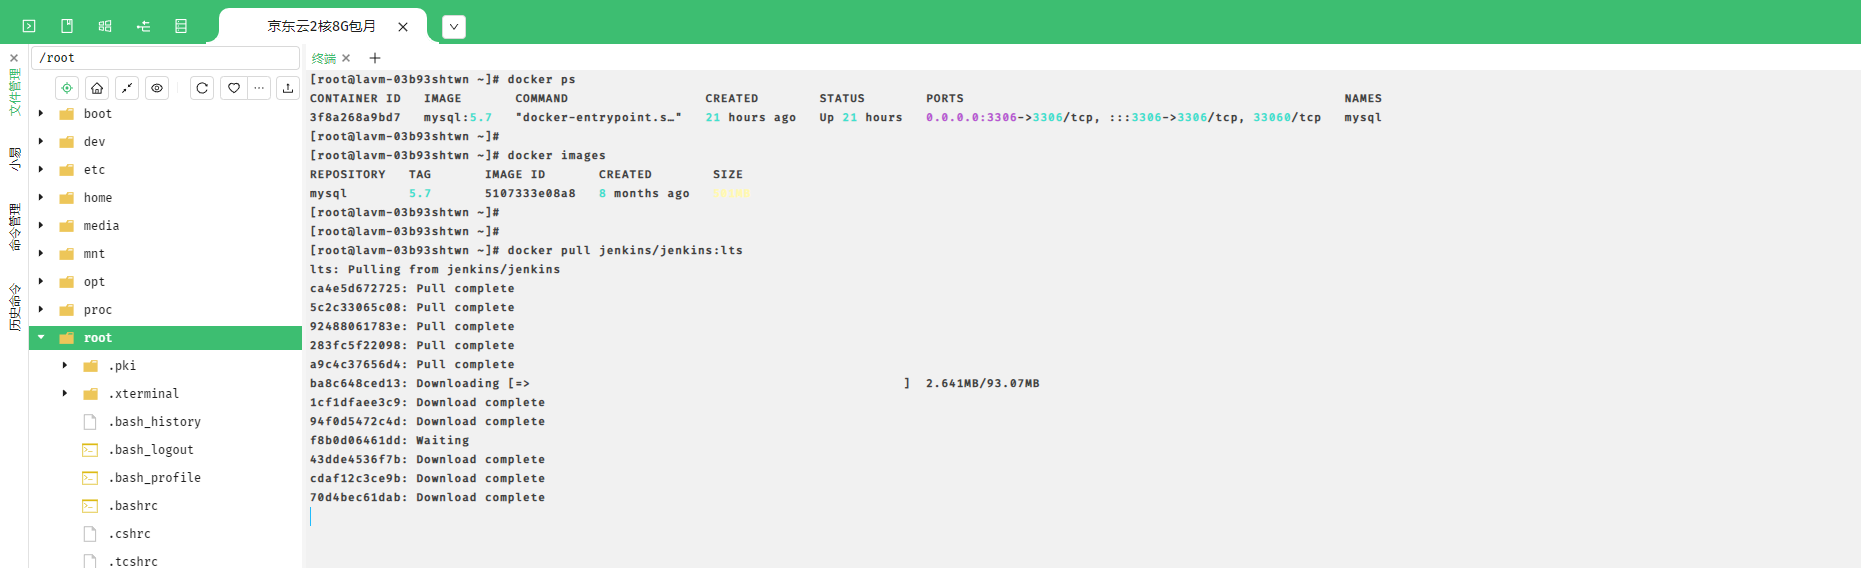 京东云2核8G包月
/root
文件管理
小易
命令管理
历史命令
boot
dev
etc
home
media
mnt
opt
proc
root
.pki
.xterminal
.bash_history
.bash_logout
.bash_profile
.bashrc
.cshrc
.tcshrc
终端
[root@lavm-03b93shtwn ~]# docker ps
CONTAINER ID IMAGE COMMAND CREATED STATUS PORTS NAMES
3f8a268a9bd7 mysql:5.7 "docker-entrypoint.s…" 21 hours ago Up 21 hours 0.0.0.0:3306->3306/tcp, :::3306->3306/tcp, 33060/tcp mysql
[root@lavm-03b93shtwn ~]#
[root@lavm-03b93shtwn ~]# docker images
REPOSITORY TAG IMAGE ID CREATED SIZE
mysql 5.7 5107333e08a8 8 months ago
[root@lavm-03b93shtwn ~]#
[root@lavm-03b93shtwn ~]#
[root@lavm-03b93shtwn ~]# docker pull jenkins/jenkins:lts
lts: Pulling from jenkins/jenkins
ca4e5d672725: Pull complete
5c2c33065c08: Pull complete
92488061783e: Pull complete
283fc5f22098: Pull complete
a9c4c37656d4: Pull complete
ba8c648ced13: Downloading [=> ] 2.641MB/93.07MB
1cf1dfaee3c9: Download complete
94f0d5472c4d: Download complete
f8b0d06461dd: Waiting
43dde4536f7b: Download complete
cdaf12c3ce9b: Download complete
70d4bec61dab: Download complete